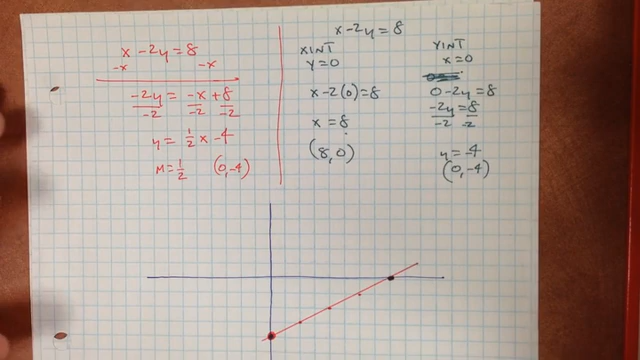 x - 2y = 8
-x -x
-2y = -x + 8
-2 -2 -2
y = 1/2 x - 4
M = 1/2 (0,-4)
x - 2y = 8
XINT
y = 0
x - 2(0) = 8
x = 8
(8,0)
YINT
x = 0
0 - 2y = 8
-2y = 8
-2 -2
y = -4
(0,-4)